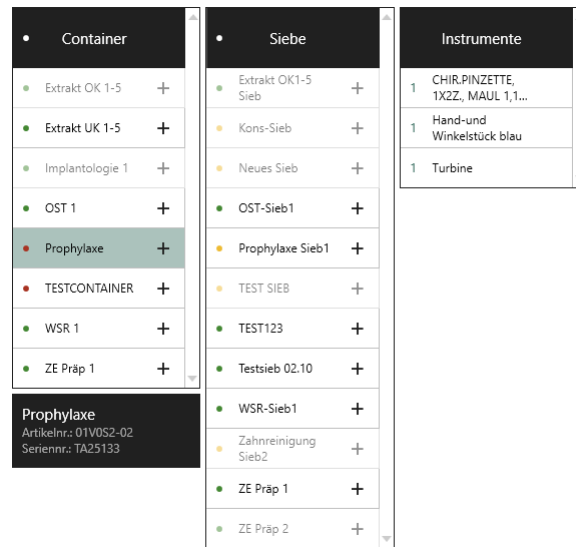 Container
Extrakt OK 1-5
Extrakt UK 1-5
Implantologie 1
OST 1
Prophylaxe
TESTCONTAINER
WSR 1
ZE Präp 1
Prophylaxe
Artikelnr.: 01V0S2-02
Seriennr.: TA25133
Siebe
Extrakt OK1-5
Sieb
Kons-Sieb
Neues Sieb
OST-Sieb1
Prophylaxe Sieb1
TEST SIEB
TEST123
Testsieb 02.10
WSR-Sieb1
Zahnreinigung
Sieb2
ZE Präp 1
ZE Präp 2
Instrumente
1 CHIR.PINZETTE,
1X2Z., MAUL 1,1...
1 Hand-und
Winkelstück blau
1 Turbine